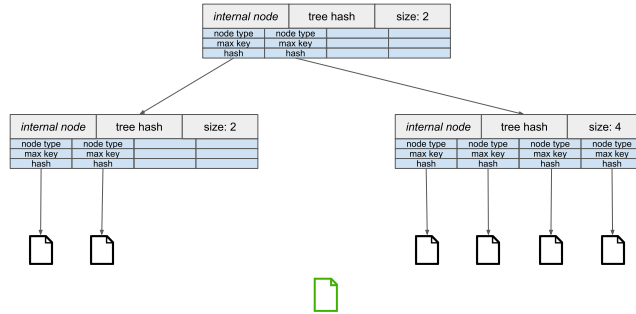 internal node tree hash size: 2
node type node type
max key max key
hash hash
internal node tree hash size: 2
node type node type
max key max key
hash hash
internal node tree hash size: 4
node type node type node type node type
max key max key max key max key
hash hash hash hash